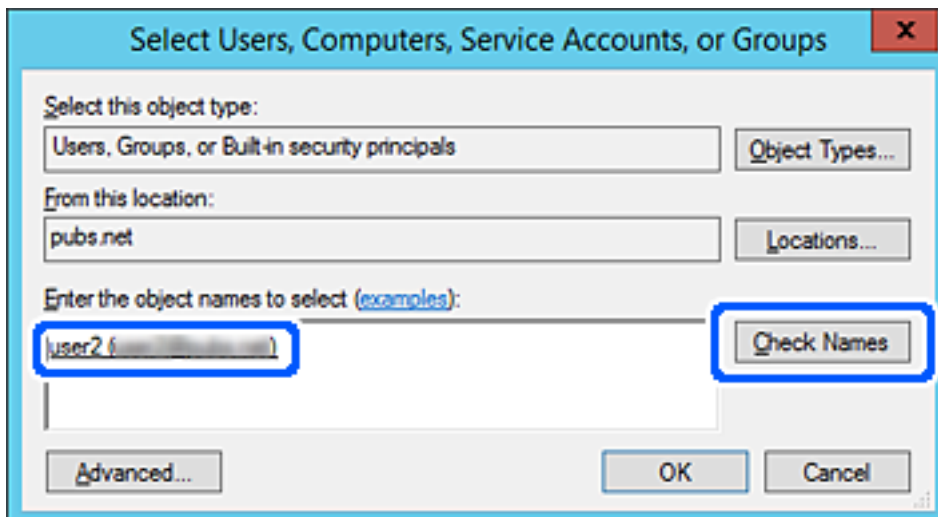 Select Users, Computers, Service Accounts, or Groups
x
Select this object type:
Users, Groups, or Built-in security principals
Object Types...
From this location:
pubs.net
Locations...
Enter the object names to select (examples):
user2 (
)
Check Names
Advanced...
OK
Cancel